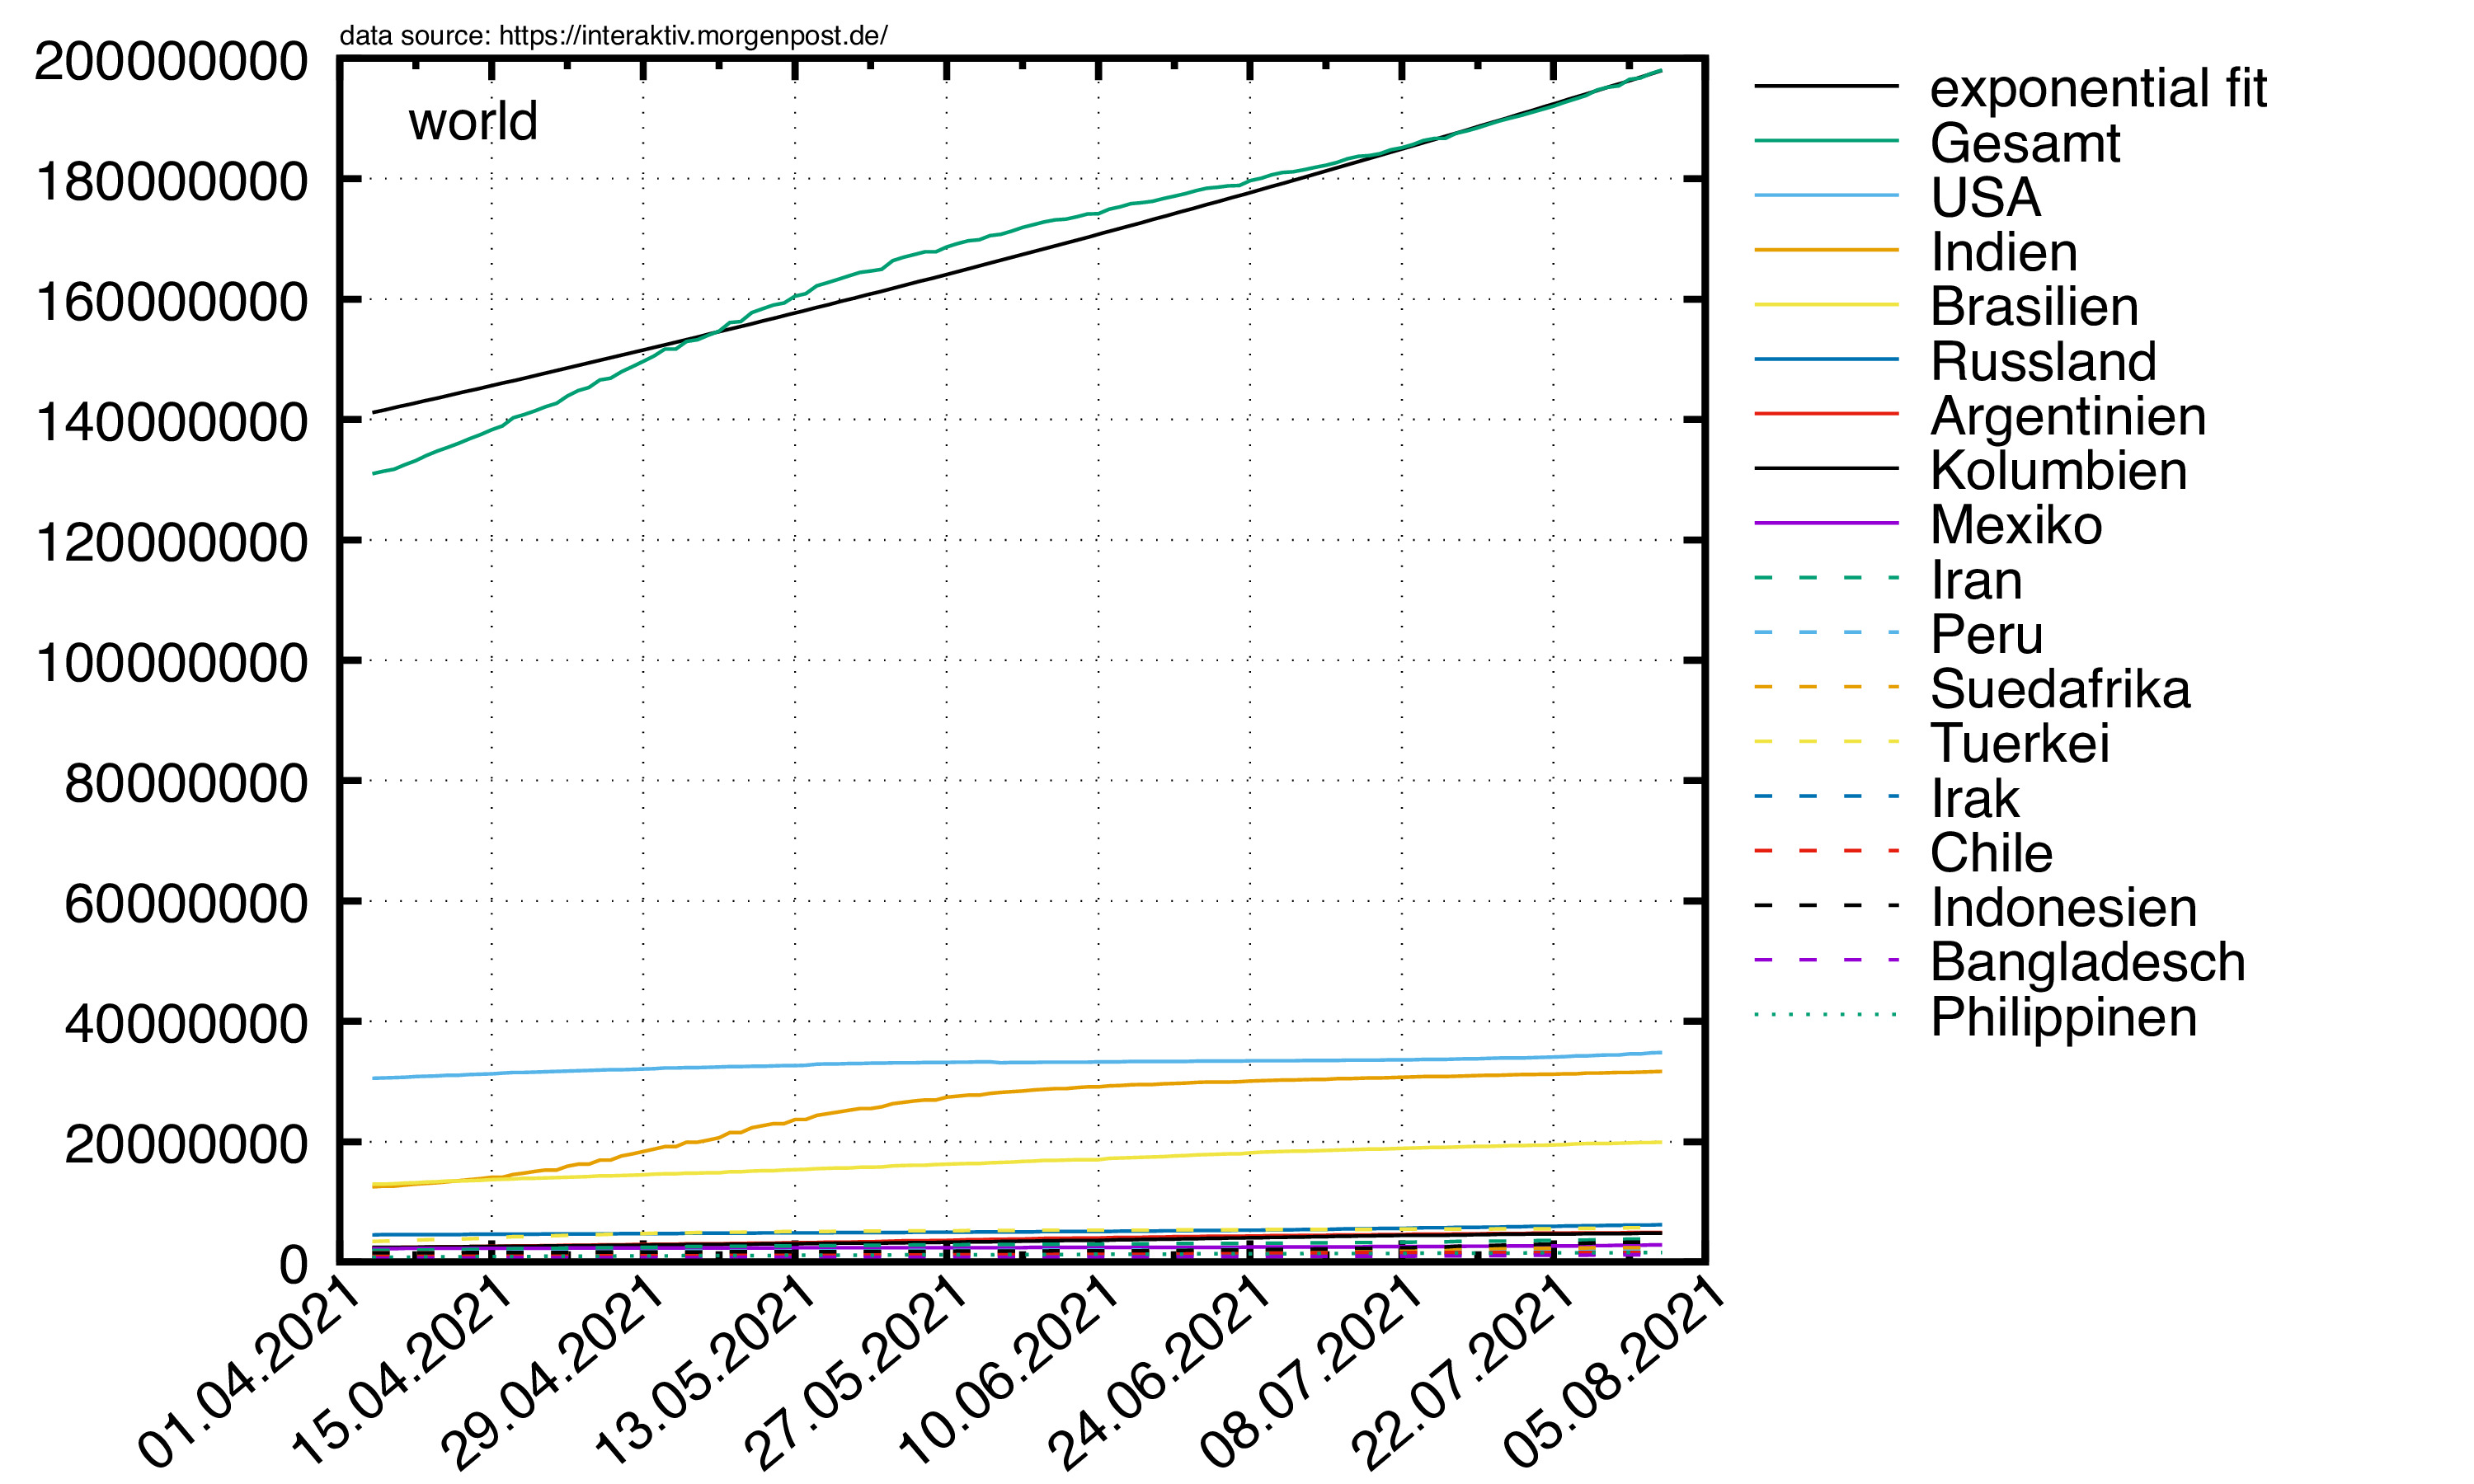 data source: https://interaktiv.morgenpost.de/
200000000
180000000
160000000
140000000
120000000
100000000
80000000
60000000
40000000
20000000
0
world
01.04.2021
15.04.2021
29.04.2021
13.05.2021
27.05.2021
10.06.2021
24.06.2021
08.07.2021
22.07.2021
05.08.2021
exponential fit
Gesamt
USA
Indien
Brasilien
Russland
Argentinien
Kolumbien
Mexiko
Iran
Peru
Suedafrika
Tuerkei
Irak
Chile
Indonesien
Bangladesch
Philippinen